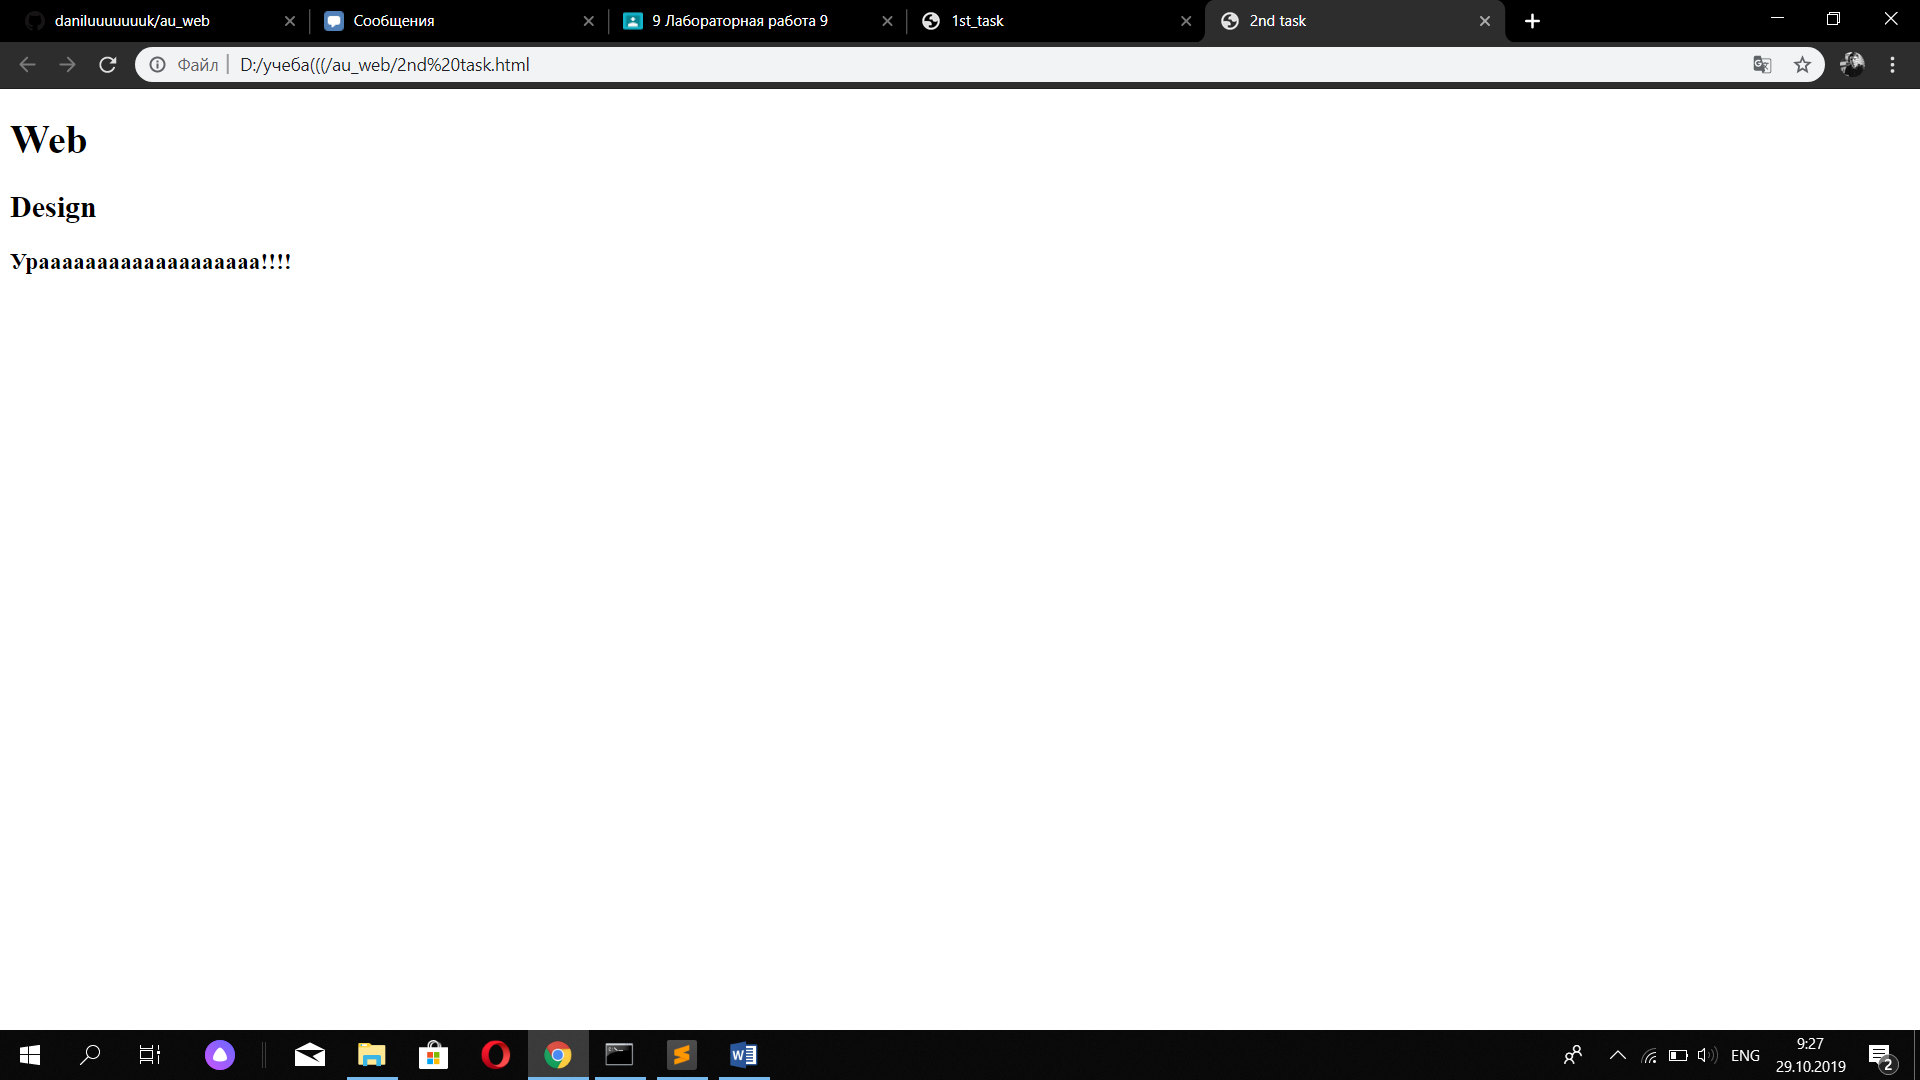 daniluuuuuuuk/au_web
Сообщения
9 Лабораторная работа 9
1st_task
2nd task
Файл | D:/учеба(((/au_web/2nd%20task.html
Web
Design
Урааааааааааааааааааа!!!!
ENG
9:27
29.10.2019
2